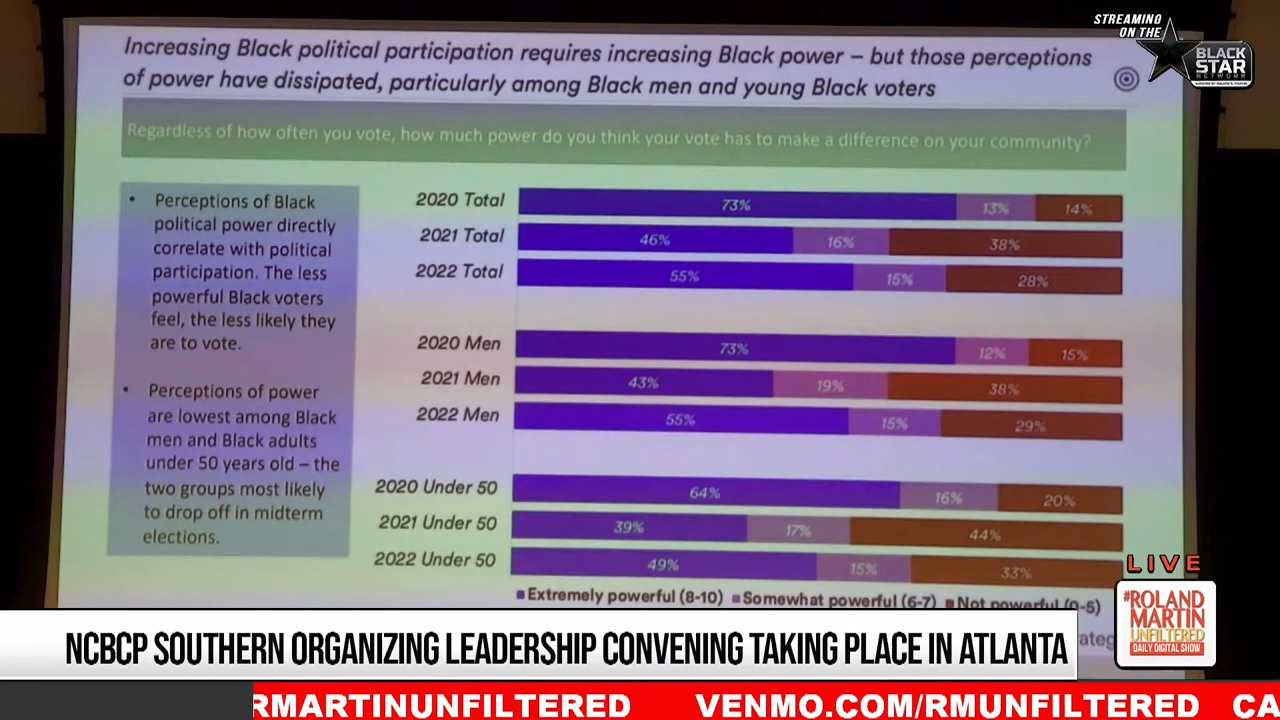 STREAMING
ON THE
BLACK
STAR
NETWORK
Increasing Black political participation requires increasing Black power – but those perceptions
of power have dissipated, particularly among Black men and young Black voters
Regardless of how often you vote, how much power do you think your vote has to make a difference on your community?
• Perceptions of Black
political power directly
correlate with political
participation. The less
powerful Black voters
feel, the less likely they
are to vote.
• Perceptions of power
are lowest among Black
men and Black adults
under 50 years old – the
two groups most likely
to drop off in midterm
elections.
2020 Total 73% 13% 14%
2021 Total 46% 16% 38%
2022 Total 55% 15% 28%
2020 Men 73% 12% 15%
2021 Men 43% 19% 38%
2022 Men 55% 15% 29%
2020 Under 50 64% 16% 20%
2021 Under 50 39% 17% 44%
2022 Under 50 49% 15% 33%
Extremely powerful (8-10) Somewhat powerful (6-7) Not powerful (0-5)
LIVE
#ROLAND
MARTIN
UNFILTERED
DAILY DIGITAL SHOW
NCBCP SOUTHERN ORGANIZING LEADERSHIP CONVENING TAKING PLACE IN ATLANTA
RMARTINUNFILTERED VENMO.COM/RMUNFILTERED CA